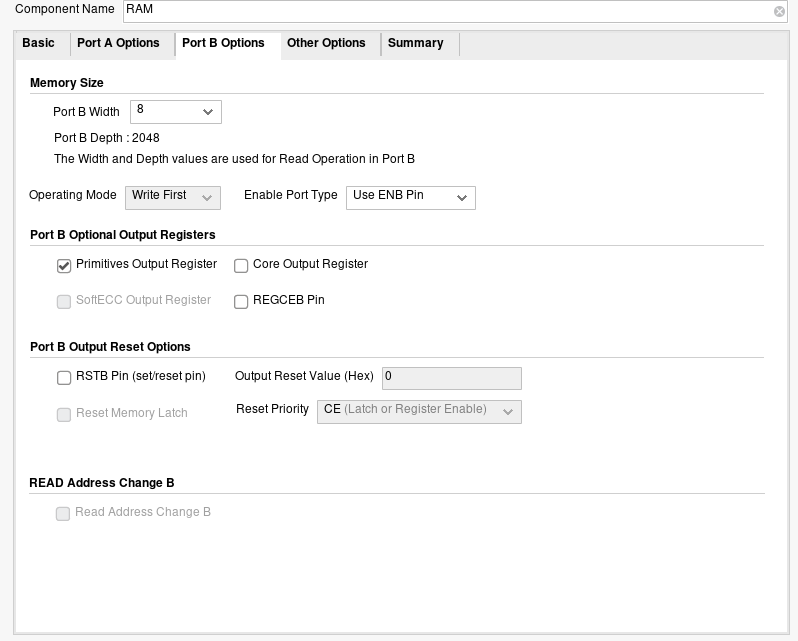 Component Name RAM
Basic Port A Options Port B Options Other Options Summary
Memory Size
Port B Width 8
Port B Depth : 2048
The Width and Depth values are used for Read Operation in Port B
Operating Mode Write First Enable Port Type Use ENB Pin
Port B Optional Output Registers
Primitives Output Register Core Output Register
SoftECC Output Register REGCEB Pin
Port B Output Reset Options
RSTB Pin (set/reset pin) Output Reset Value (Hex) 0
Reset Memory Latch Reset Priority CE (Latch or Register Enable)
READ Address Change B
Read Address Change B